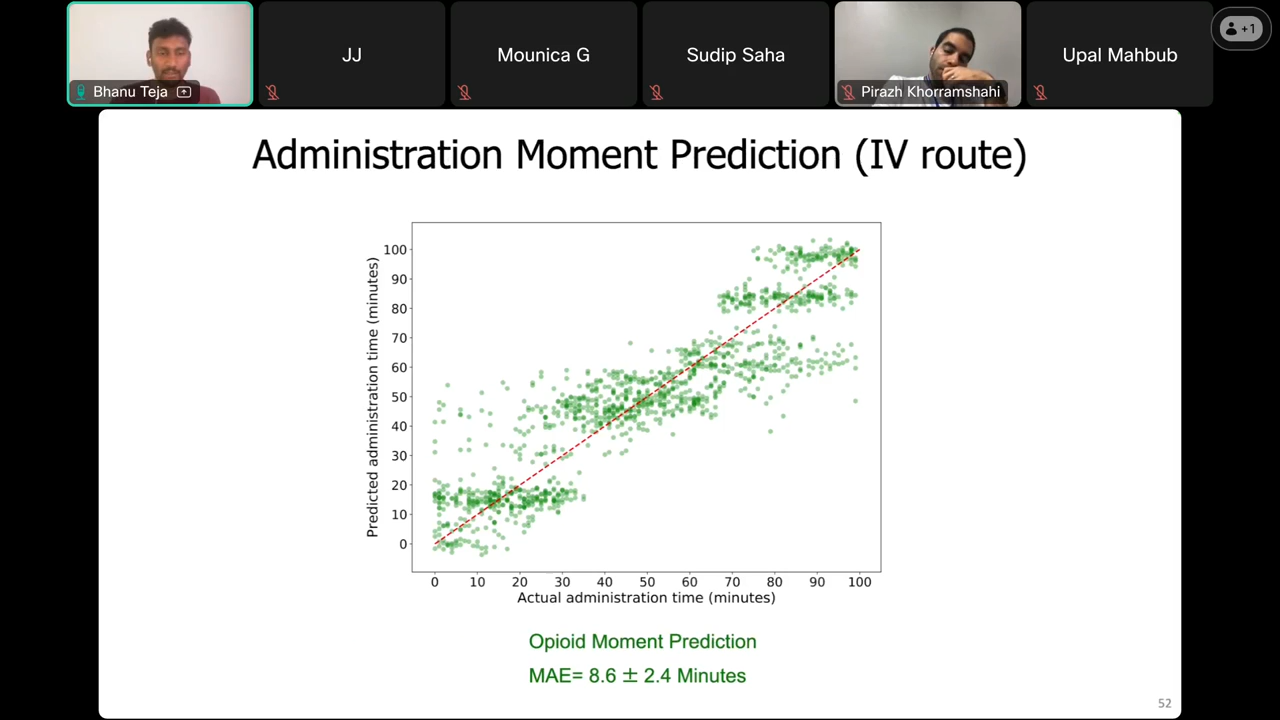 JJ
Mounica G
Sudip Saha
Upal Mahbub
+1
Bhanu Teja
Pirazh Khorramshahi
Administration Moment Prediction (IV route)
Predicted administration time (minutes)
100
90
80
70
60
50
40
30
20
10
0
0 10 20 30 40 50 60 70 80 90 100
Actual administration time (minutes)
Opioid Moment Prediction
MAE= 8.6 ± 2.4 Minutes
52